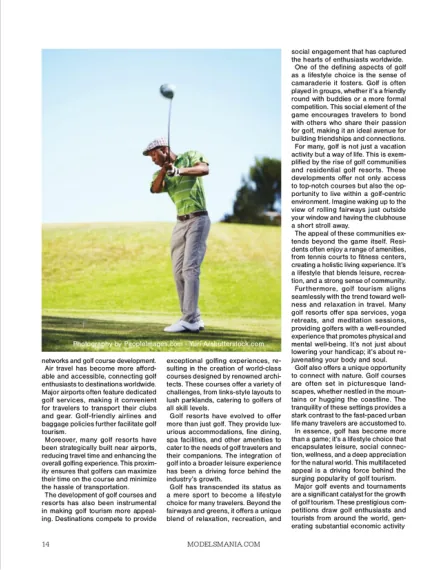 Photography by PeopleImages.com - Yuri A/shutterstock.com
networks and golf course development.
Air travel has become more afford-
able and accessible, connecting golf
enthusiasts to destinations worldwide.
Major airports often feature dedicated
golf services, making it convenient
for travelers to transport their clubs
and gear. Golf-friendly airlines and
baggage policies further facilitate golf
tourism.
Moreover, many golf resorts have
been strategically built near airports,
reducing travel time and enhancing the
overall golfing experience. This proxim-
ity ensures that golfers can maximize
their time on the course and minimize
the hassle of transportation.
The development of golf courses and
resorts has also been instrumental
in making golf tourism more appeal-
ing. Destinations compete to provide
exceptional golfing experiences, re-
sulting in the creation of world-class
courses designed by renowned archi-
tects. These courses offer a variety of
challenges, from links-style layouts to
lush parklands, catering to golfers of
all skill levels.
Golf resorts have evolved to offer
more than just golf. They provide lux-
urious accommodations, fine dining,
spa facilities, and other amenities to
cater to the needs of golf travelers and
their companions. The integration of
golf into a broader leisure experience
has been a driving force behind the
industry's growth.
Golf has transcended its status as
a mere sport to become a lifestyle
choice for many travelers. Beyond the
fairways and greens, it offers a unique
blend of relaxation, recreation, and
social engagement that has captured
the hearts of enthusiasts worldwide.
One of the defining aspects of golf
as a lifestyle choice is the sense of
camaraderie it fosters. Golf is often
played in groups, whether it's a friendly
round with buddies or a more formal
competition. This social element of the
game encourages travelers to bond
with others who share their passion
for golf, making it an ideal avenue for
building friendships and connections.
For many, golf is not just a vacation
activity but a way of life. This is exem-
plified by the rise of golf communities
and residential golf resorts. These
developments offer not only access
to top-notch courses but also the op-
portunity to live within a golf-centric
environment. Imagine waking up to the
view of rolling fairways just outside
your window and having the clubhouse
a short stroll away.
The appeal of these communities ex-
tends beyond the game itself. Resi-
dents often enjoy a range of amenities,
from tennis courts to fitness centers,
creating a holistic living experience. It's
a lifestyle that blends leisure, recrea-
tion, and a strong sense of community.
Furthermore, golf tourism aligns
seamlessly with the trend toward well-
ness and relaxation in travel. Many
golf resorts offer spa services, yoga
retreats, and meditation sessions,
providing golfers with a well-rounded
experience that promotes physical and
mental well-being. It's not just about
lowering your handicap; it's about re-
juvenating your body and soul.
Golf also offers a unique opportunity
to connect with nature. Golf courses
are often set in picturesque land-
scapes, whether nestled in the moun-
tains or hugging the coastline. The
tranquility of these settings provides a
stark contrast to the fast-paced urban
life many travelers are accustomed to.
In essence, golf has become more
than a game; it's a lifestyle choice that
encapsulates leisure, social connec-
tion, wellness, and a deep appreciation
for the natural world. This multifaceted
appeal is a driving force behind the
surging popularity of golf tourism.
Major golf events and tournaments
are a significant catalyst for the growth
of golf tourism. These prestigious com-
petitions draw golf enthusiasts and
tourists from around the world, gen-
erating substantial economic activity
14
MODELSMANIA.COM